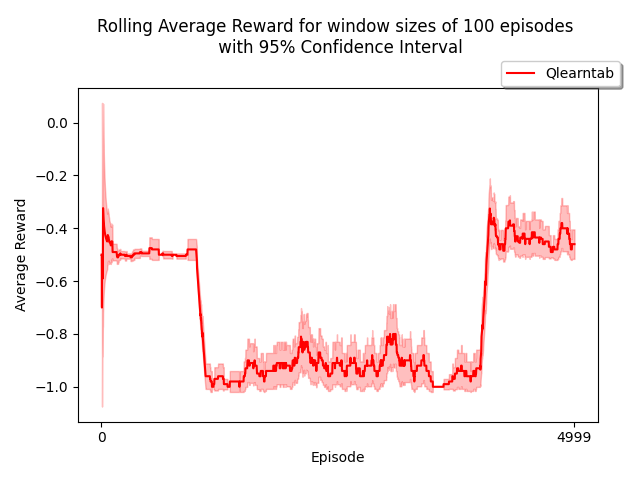 Rolling Average Reward for window sizes of 100 episodes
with 95% Confidence Interval
Qlearntab
Average Reward
0.0
−0.2
−0.4
−0.6
−0.8
−1.0
0
4999
Episode